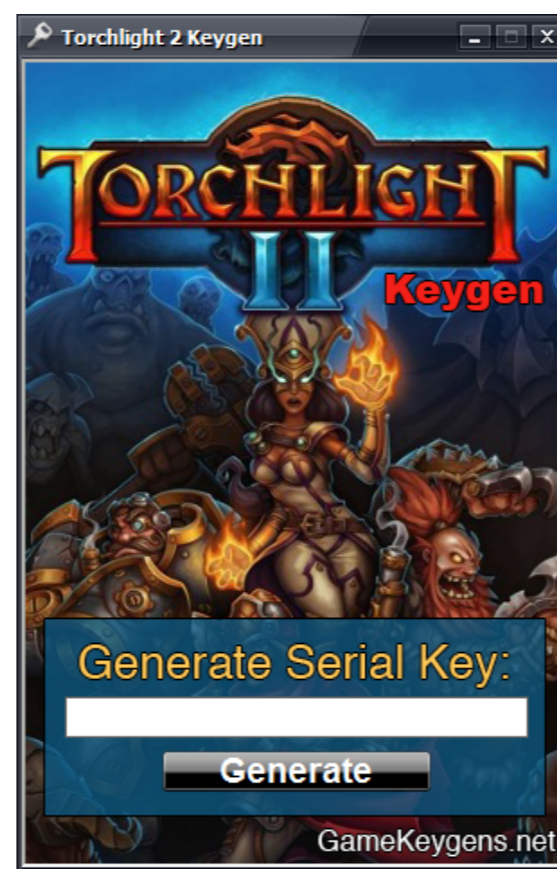 Torchlight 2 Keygen
TORCHLIGHT
II
Keygen
Generate Serial Key:
Generate
GameKeygens.net